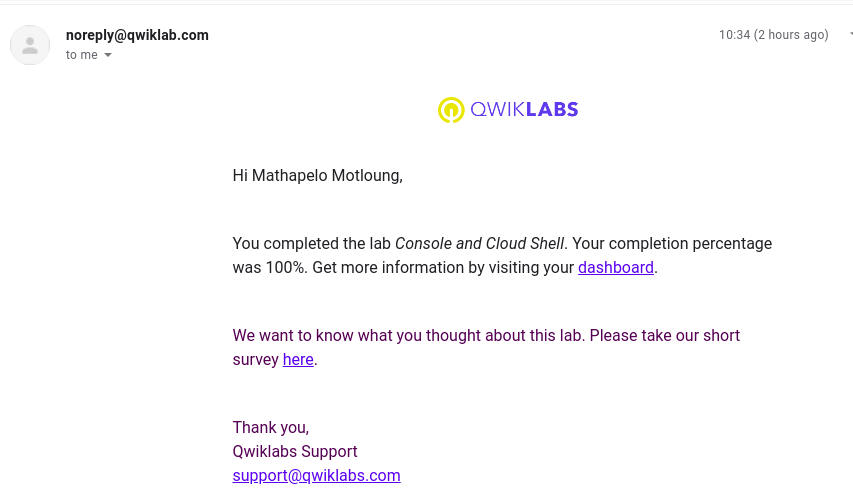 noreply@qwiklab.com
10:34 (2 hours ago)
to me
QWIKLABS
Hi Mathapelo Motloung,
You completed the lab Console and Cloud Shell. Your completion percentage
was 100%. Get more information by visiting your dashboard.
We want to know what you thought about this lab. Please take our short
survey here.
Thank you,
Qwiklabs Support
support@qwiklabs.com